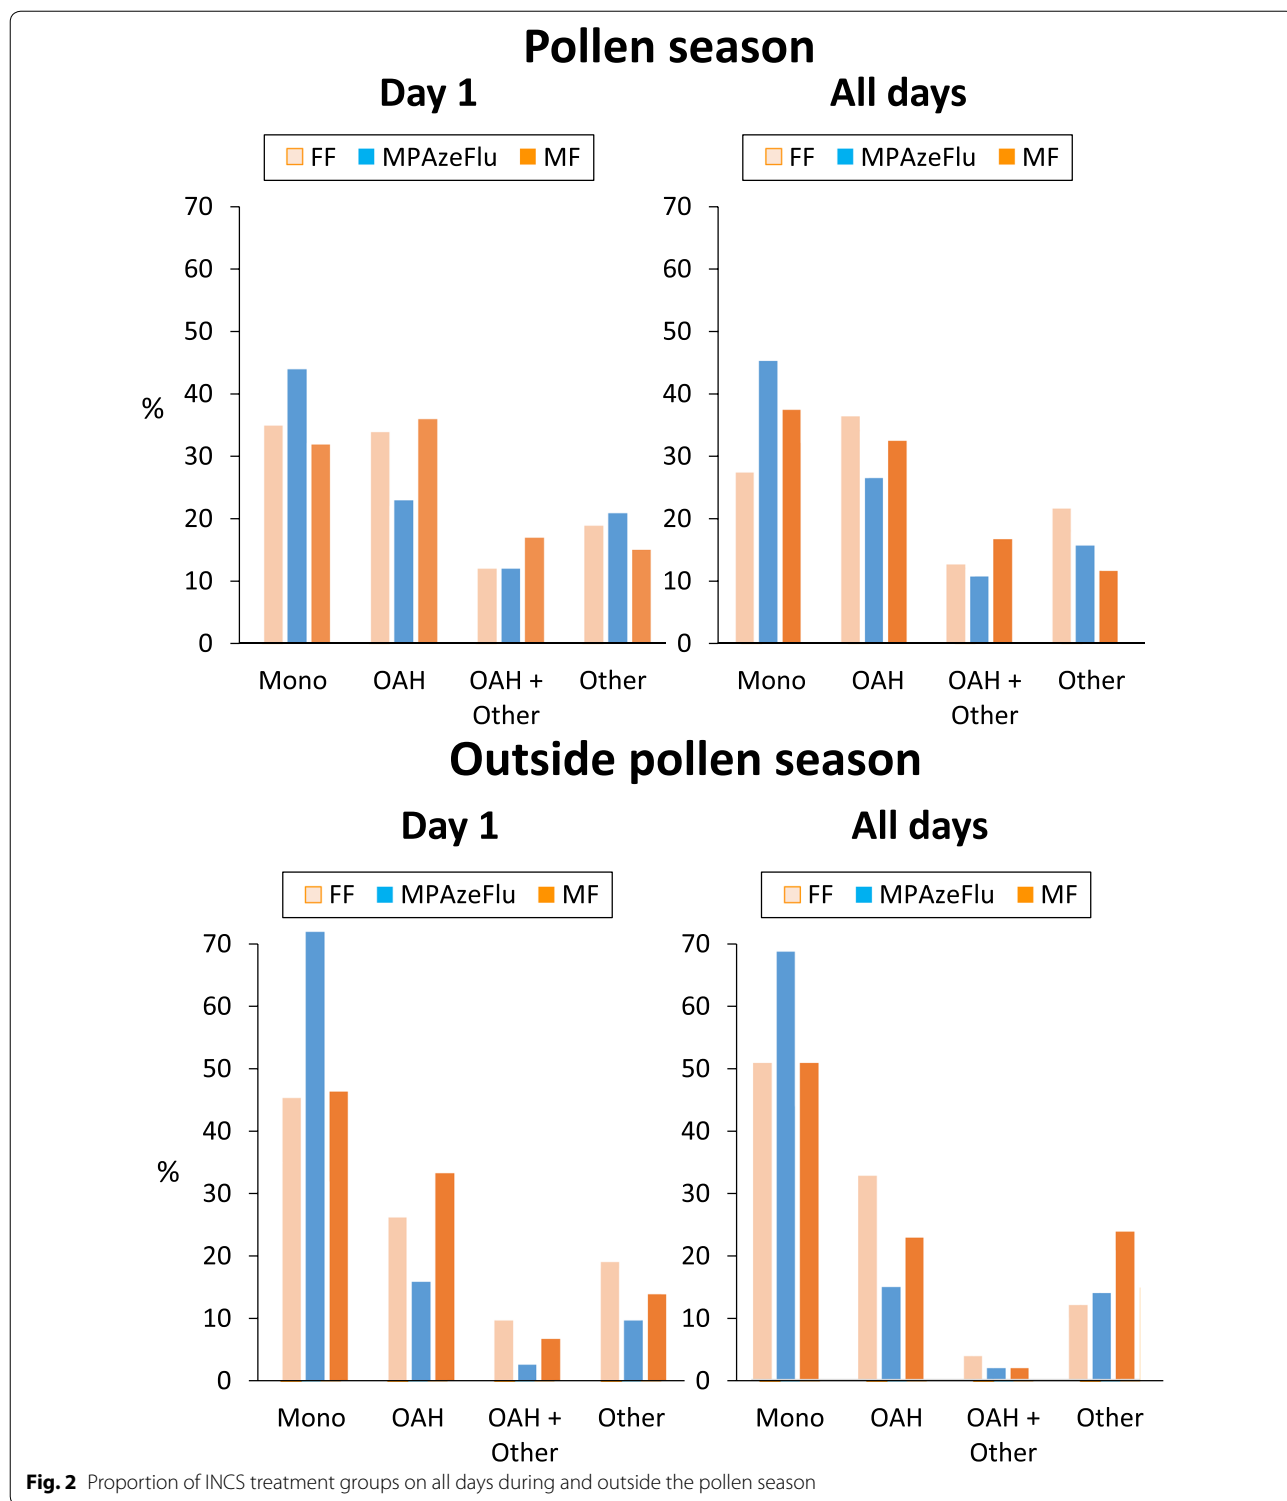 Pollen season
Day 1
All days
FF MPAzeFlu MF
FF MPAzeFlu MF
70
60
50
40
30
20
10
0
%
Mono OAH OAH + Other
Other
70
60
50
40
30
20
10
0
Mono OAH OAH + Other
Other
Outside pollen season
Day 1
All days
FF MPAzeFlu MF
FF MPAzeFlu MF
70
60
50
40
30
20
10
0
%
Mono OAH OAH + Other
Other
70
60
50
40
30
20
10
0
Mono OAH OAH + Other
Other
Fig. 2 Proportion of INCS treatment groups on all days during and outside the pollen season